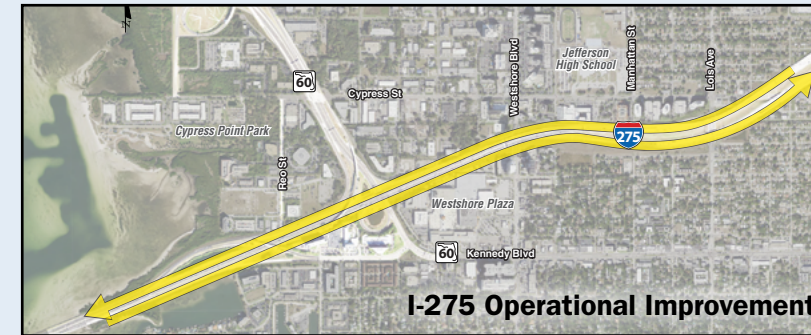 N
60
Cypress St
Cypress Point Park
Reo St
Westshore Blvd
Jefferson
High School
Manhattan St
Lois Ave
275
Westshore Plaza
60
Kennedy Blvd
I-275 Operational Improvement